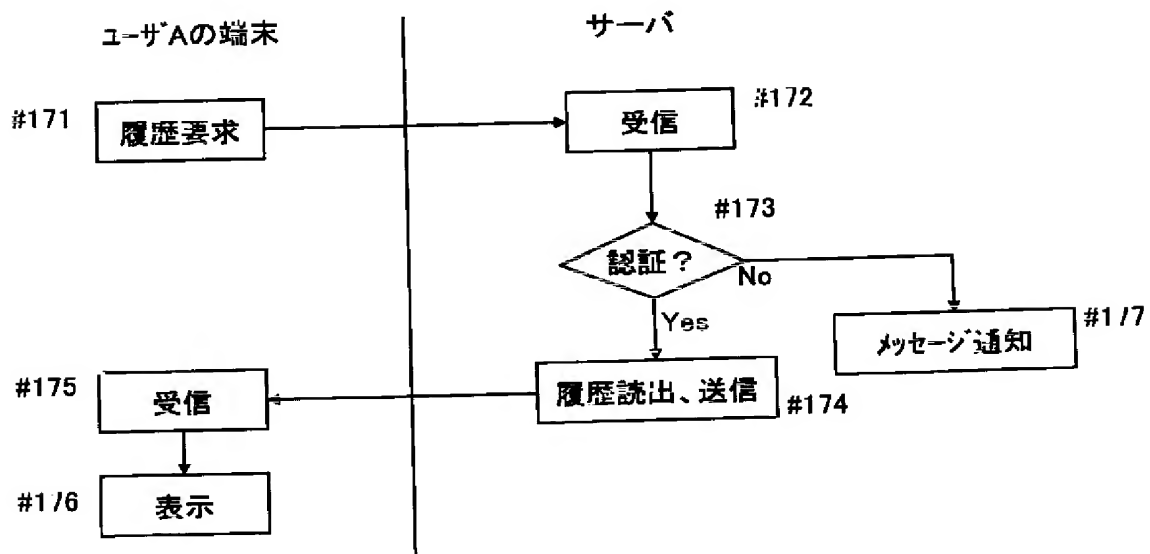 ユーザAの端末
サーバ
#171
履歴要求
受信
#172
#173
認証?
No
Yes
メッセージ通知
#177
#175
受信
履歴読出、送信
#174
#176
表示